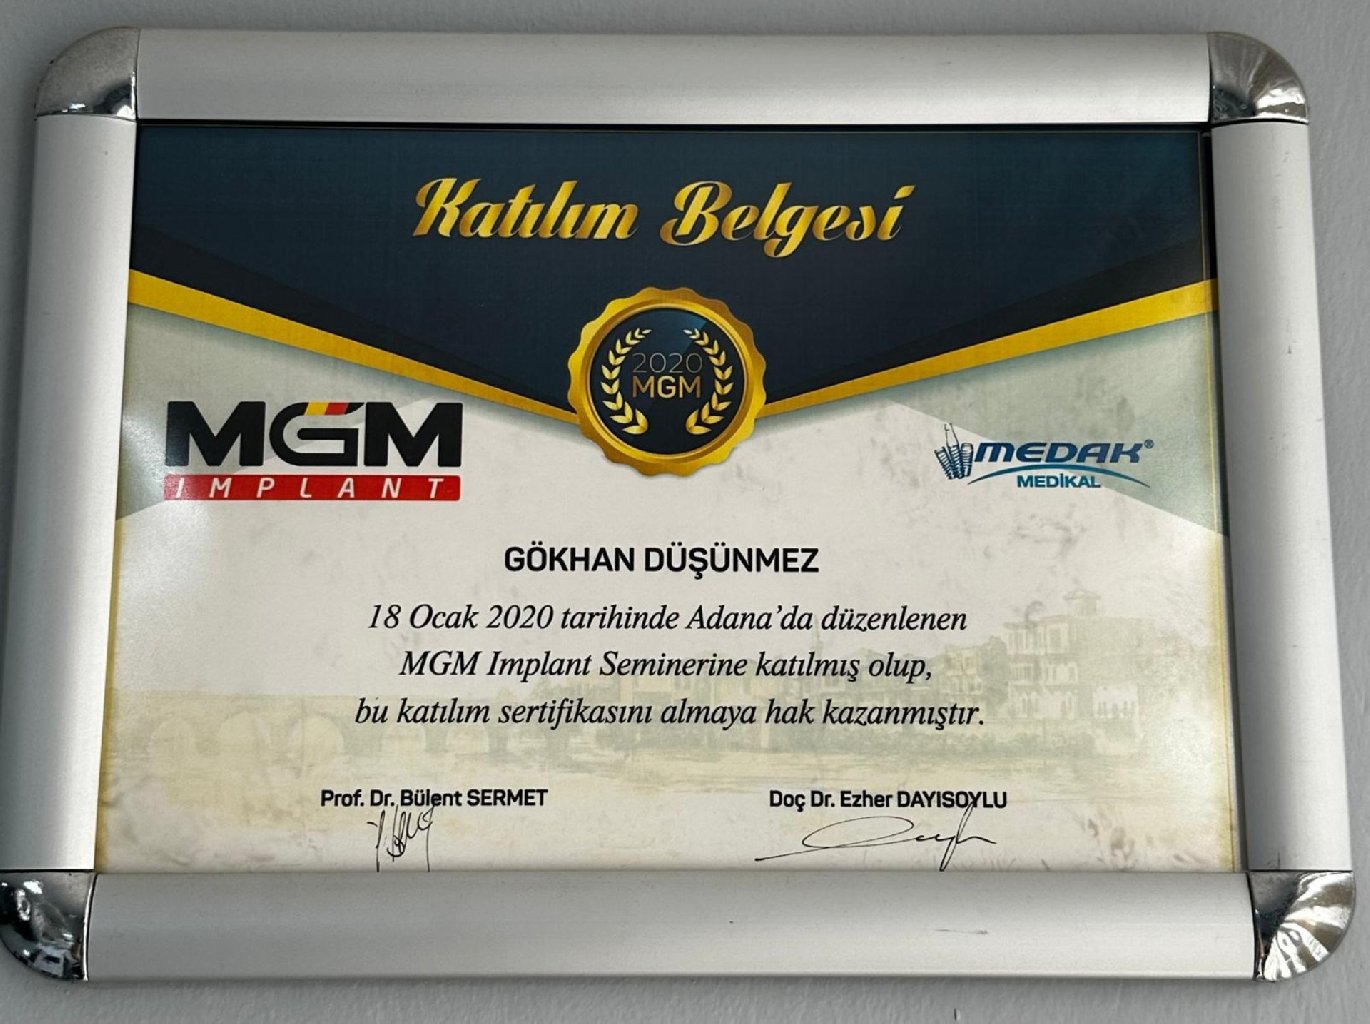 Katılım Belgesi
2020
MGM
MGM
IMPLANT
MEDAK®
MEDİKAL
GÖKHAN DÜŞÜNMEZ
18 Ocak 2020 tarihinde Adana’da düzenlenen
MGM Implant Seminerine katılmış olup,
bu katılım sertifikasını almaya hak kazanmıştır.
Prof. Dr. Bülent SERMET
Doç Dr. Ezher DAYISOYLU